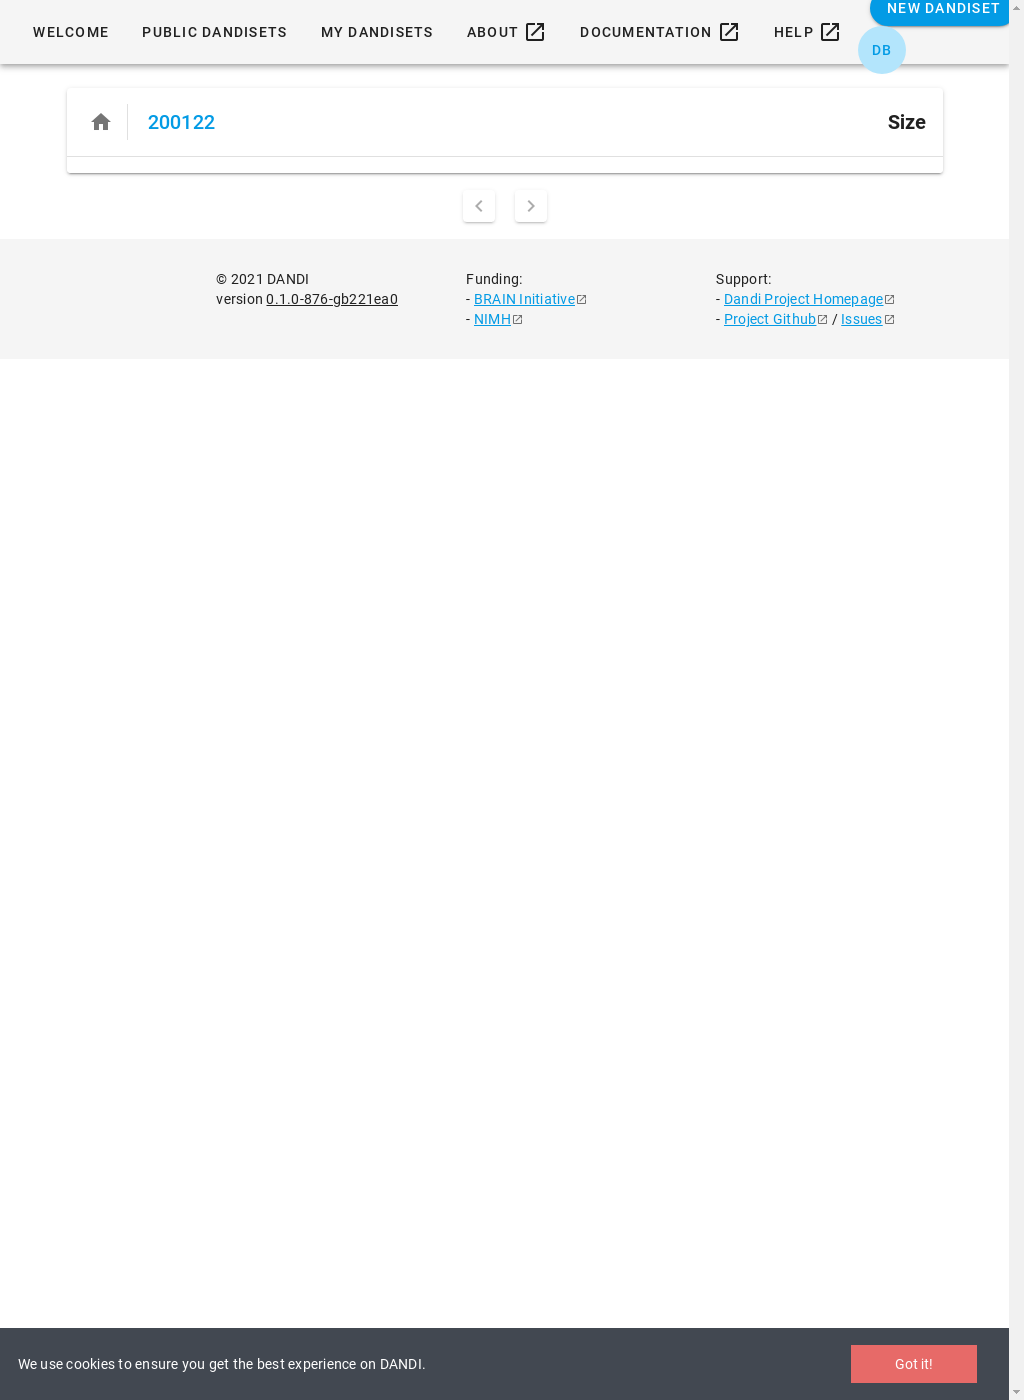 NEW DANDISET
WELCOME PUBLIC DANDISETS MY DANDISETS ABOUT DOCUMENTATION HELP
DB
200122 Size
© 2021 DANDI
version 0.1.0-876-gb221ea0
Funding:
- BRAIN Initiative
- NIMH
Support:
- Dandi Project Homepage
- Project Github / Issues
We use cookies to ensure you get the best experience on DANDI.
Got it!